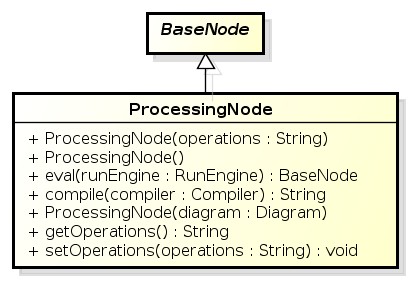 BaseNode
ProcessingNode
+ ProcessingNode(operations : String)
+ ProcessingNode()
+ eval(runEngine : RunEngine) : BaseNode
+ compile(compiler : Compiler) : String
+ ProcessingNode(diagram : Diagram)
+ getOperations() : String
+ setOperations(operations : String) : void